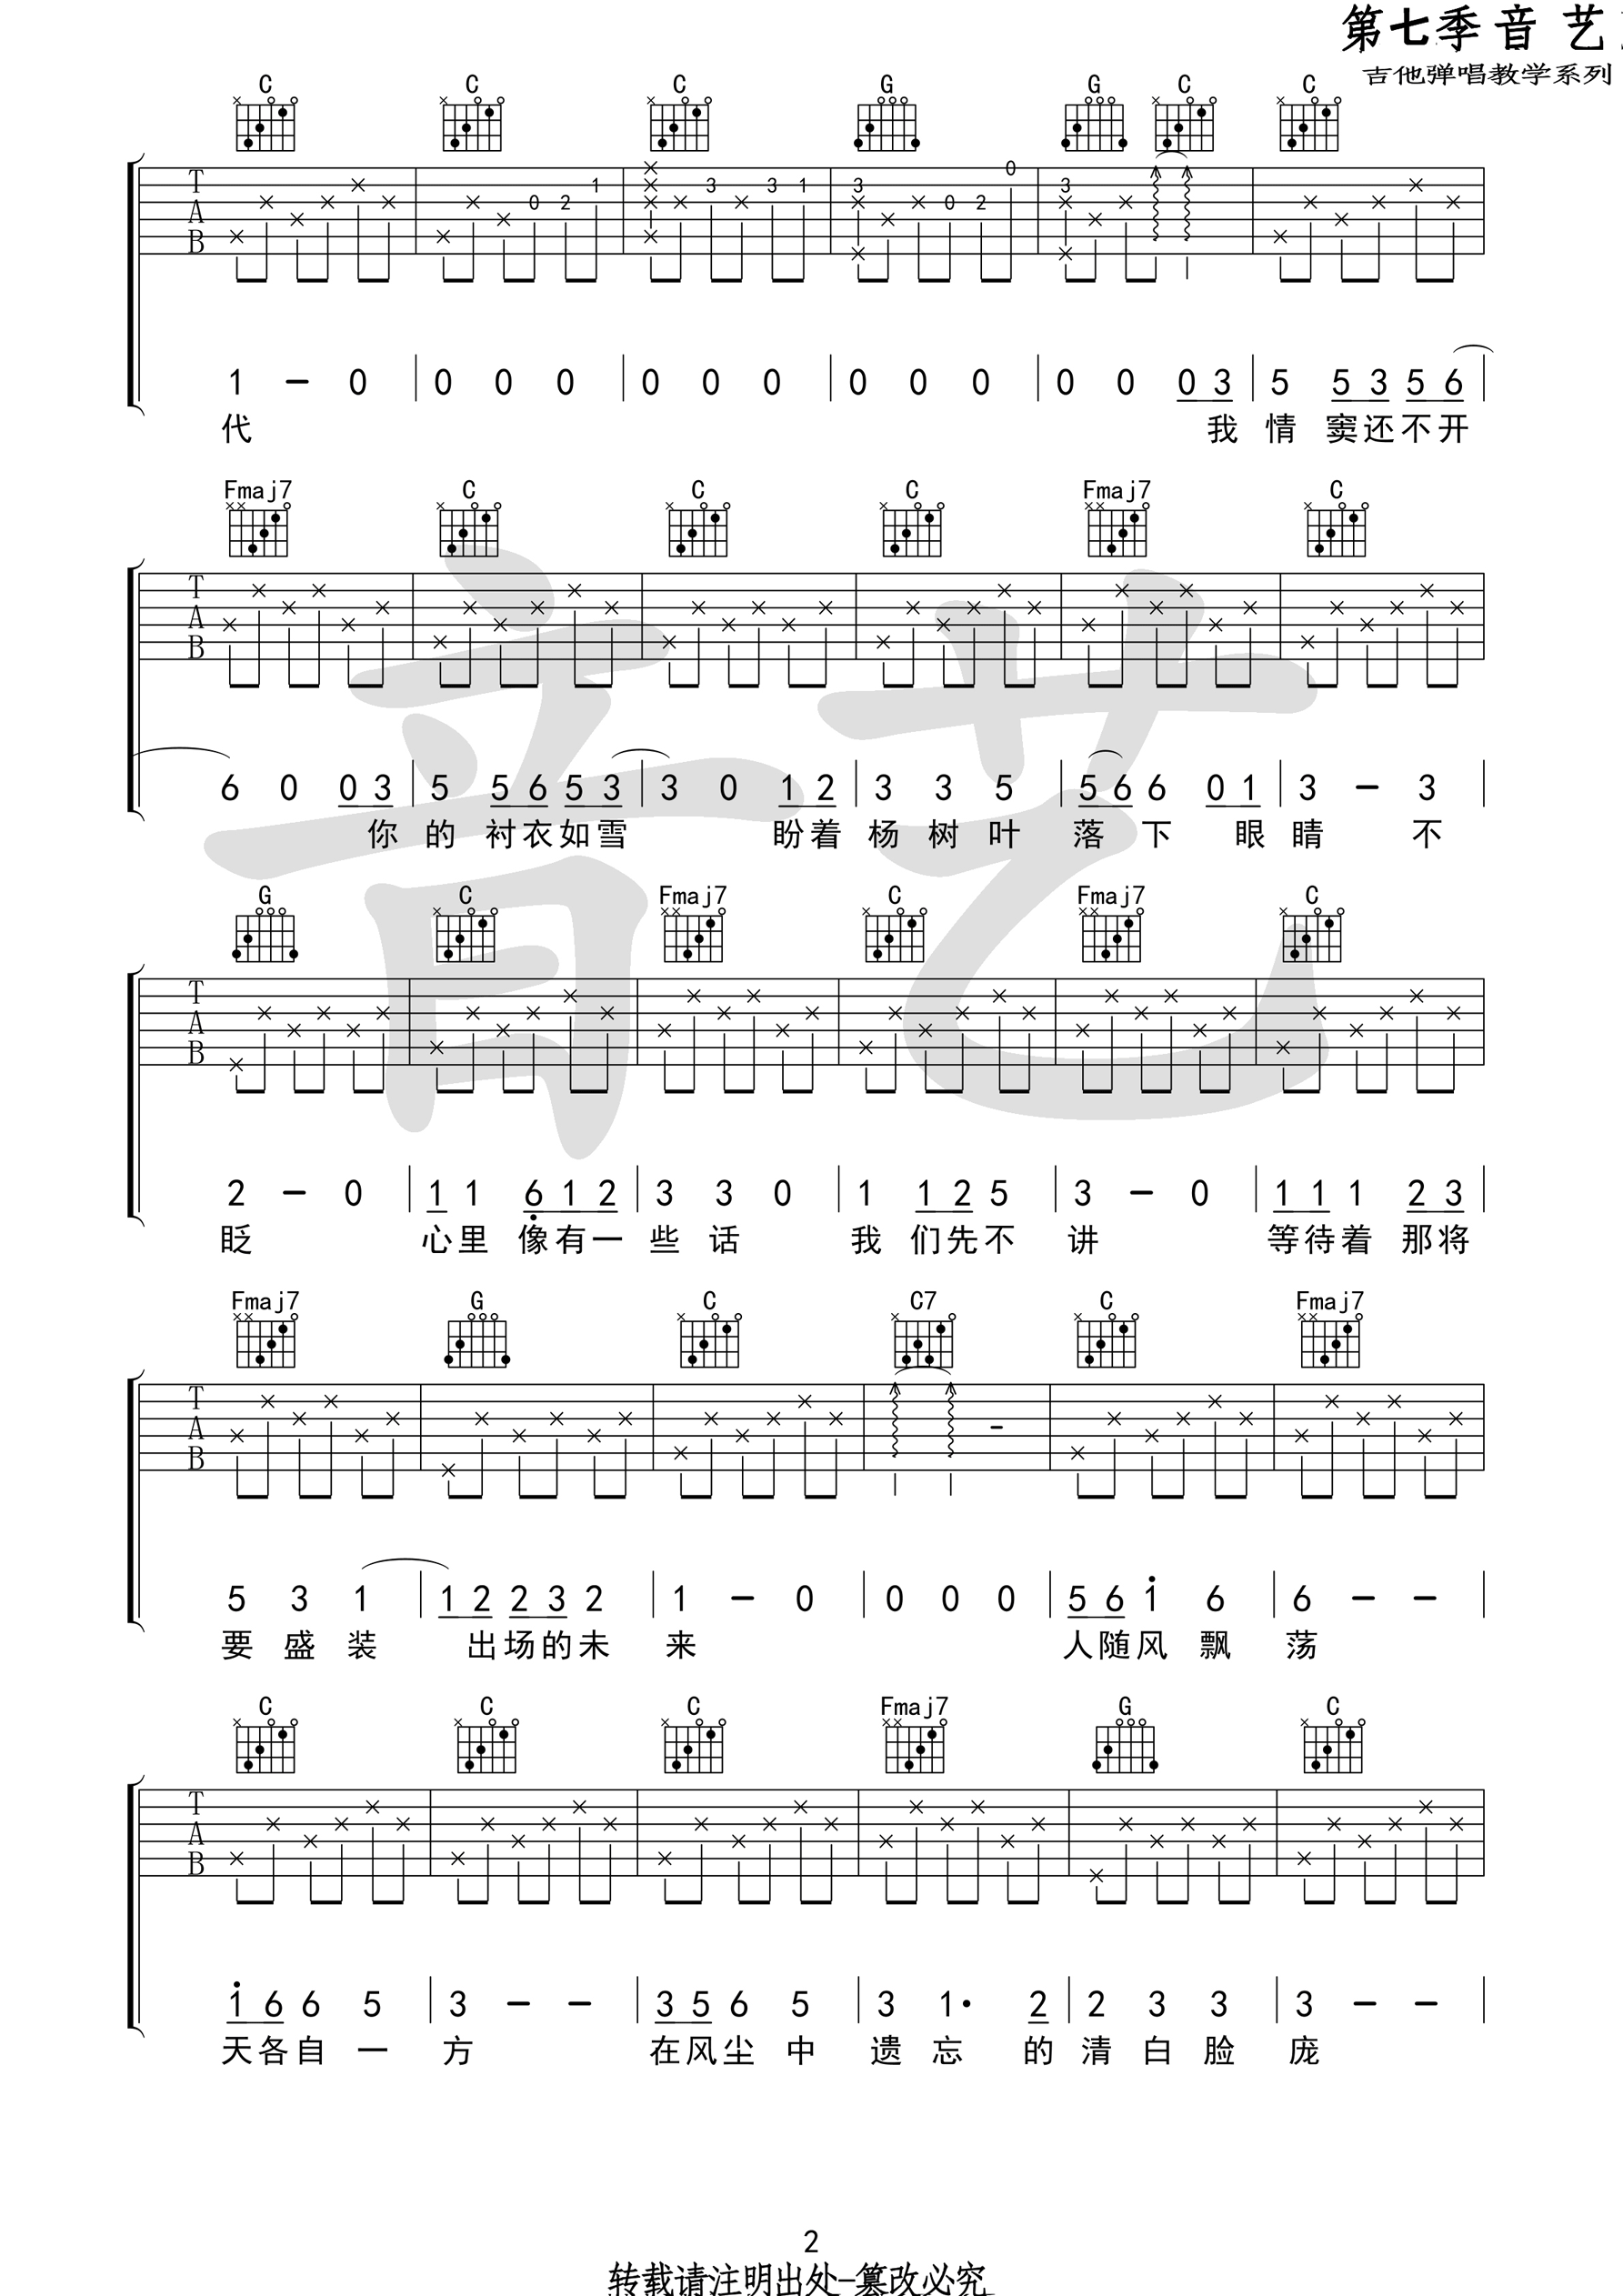 第七季音 艺
吉他弹唱教学系列
C C C G G C C
T A B 0 2 1 3 3 1 3 0 2 0 3
1 – 0 | 0 0 0 | 0 0 0 | 0 0 0 | 0 0 0 3 | 5 5 3 5 6 |
代 我 情 窦还不开
Fmaj7 C C C Fmaj7 C
T A B
6 0 0 3 | 5 5 6 5 3 | 3 0 1 2 | 3 3 5 | 5 6 6 0 1 | 3 – 3 |
你 的 衬衣如雪 盼着 杨 树 叶 落 下 眼 睛 不
音艺
G C Fmaj7 C Fmaj7 C
T A B
2 – 0 | 1 1 6 1 2 | 3 3 0 | 1 1 2 5 | 3 – 0 | 1 1 1 2 3 |
眨 心里 像有一 些 话 我 们先不 讲 等待着 那将
Fmaj7 G C C7 C Fmaj7
T A B –
5 3 1 | 1 2 2 3 2 | 1 – 0 | 0 0 0 | 5 6 1 6 | 6 – – |
要 盛 装 出场的未 来 人随风 飘 荡
C C C Fmaj7 G C
T A B
1 6 6 5 | 3 – – | 3 5 6 5 | 3 1· 2 | 2 3 3 | 3 – – |
天各自 一 方 在风尘 中 遗 忘 的 清 白 脸 庞
2
转载请注明出处–篡改必究